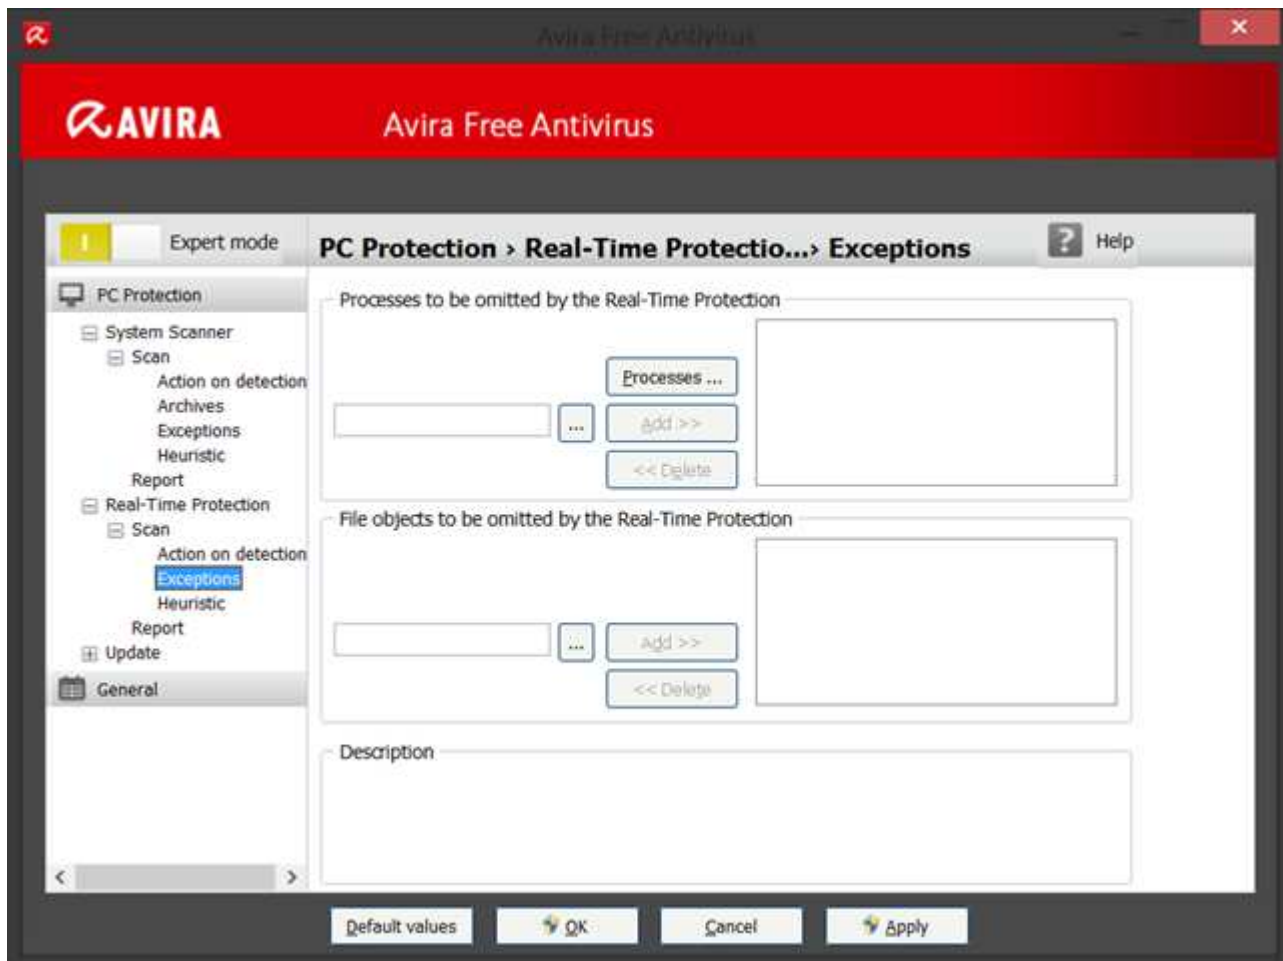 Avira Free Antivirus
AVIRA
Avira Free Antivirus
Expert mode
PC Protection › Real-Time Protectio...› Exceptions
? Help
PC Protection
System Scanner
Scan
Action on detection
Archives
Exceptions
Heuristic
Report
Real-Time Protection
Scan
Action on detection
Exceptions
Heuristic
Report
Update
General
Processes to be omitted by the Real-Time Protection
Processes ...
...
Add >>
<< Delete
File objects to be omitted by the Real-Time Protection
...
Add >>
<< Delete
Description
Default values
OK
Cancel
Apply